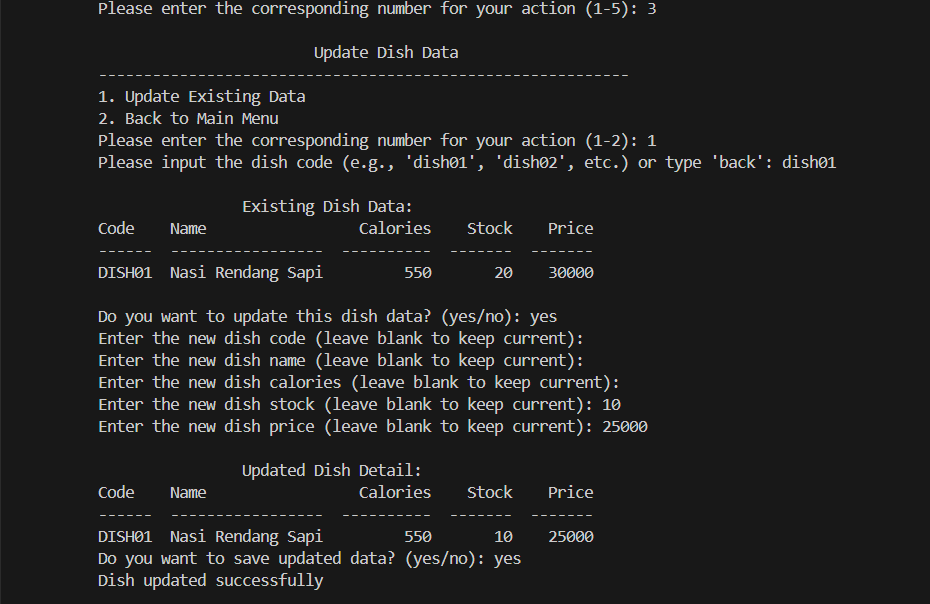 Please enter the corresponding number for your action (1-5): 3
Update Dish Data
-----------------------------------------------------------
1. Update Existing Data
2. Back to Main Menu
Please enter the corresponding number for your action (1-2): 1
Please input the dish code (e.g., 'dish01', 'dish02', etc.) or type 'back': dish01
Existing Dish Data:
Code    Name                 Calories    Stock    Price
------  -----------------  ----------  -------  -------
DISH01  Nasi Rendang Sapi         550       20    30000
Do you want to update this dish data? (yes/no): yes
Enter the new dish code (leave blank to keep current):
Enter the new dish name (leave blank to keep current):
Enter the new dish calories (leave blank to keep current):
Enter the new dish stock (leave blank to keep current): 10
Enter the new dish price (leave blank to keep current): 25000
Updated Dish Detail:
Code    Name                 Calories    Stock    Price
------  -----------------  ----------  -------  -------
DISH01  Nasi Rendang Sapi         550       10    25000
Do you want to save updated data? (yes/no): yes
Dish updated successfully